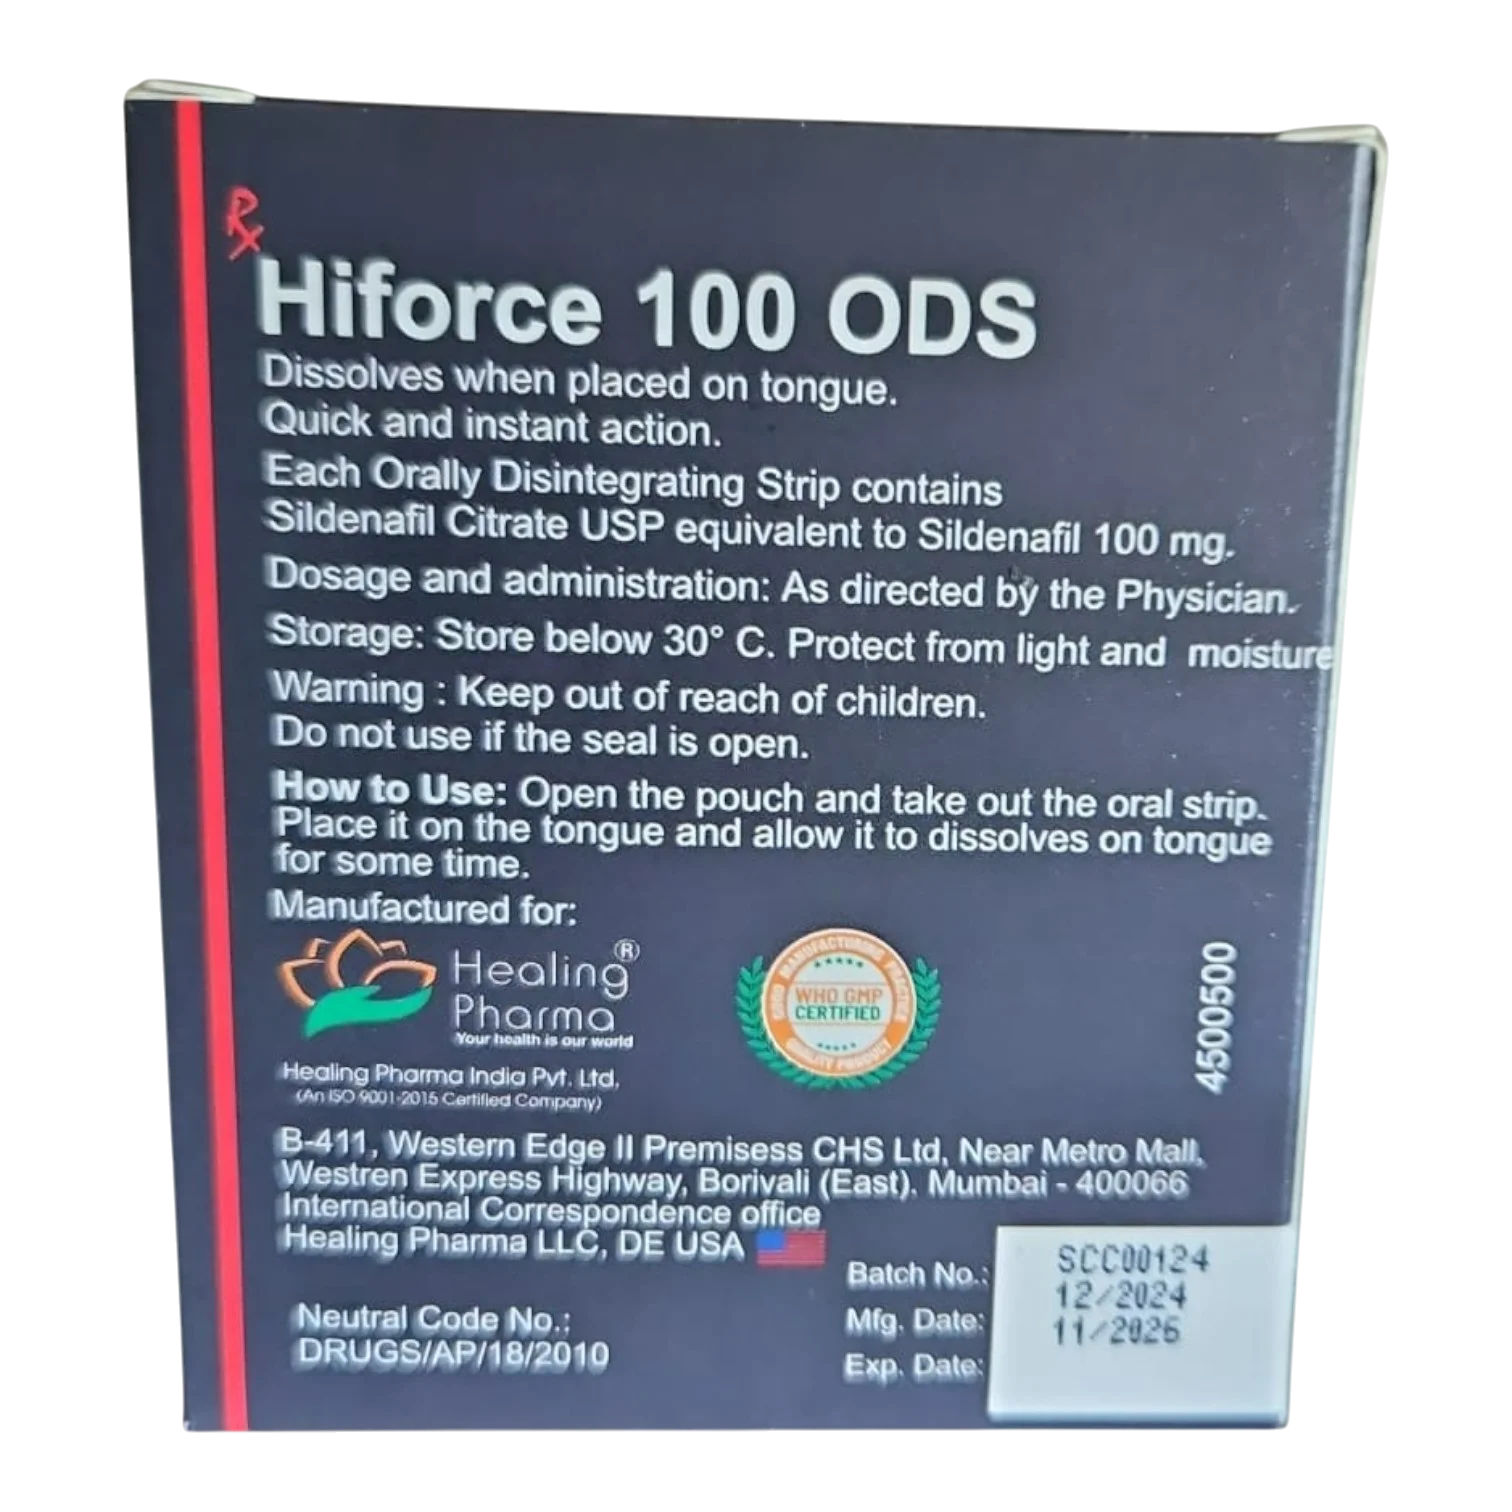 Rx
Hiforce 100 ODS
Dissolves when placed on tongue.
Quick and instant action.
Each Orally Disintegrating Strip contains
Sildenafil Citrate USP equivalent to Sildenafil 100 mg.
Dosage and administration: As directed by the Physician.
Storage: Store below 30° C. Protect from light and moisture
Warning : Keep out of reach of children.
Do not use if the seal is open.
How to Use: Open the pouch and take out the oral strip.
Place it on the tongue and allow it to dissolves on tongue
for some time.
Manufactured for:
Healing®
Pharma
Your health is our world
Healing Pharma India Pvt. Ltd,
(An ISO 9001-2015 Certified Company)
GOOD MANUFACTURING PRACTICE
WHO GMP
CERTIFIED
QUALITY PRODUCT
4500500
B-411, Western Edge II Premisess CHS Ltd, Near Metro Mall,
Westren Express Highway, Borivali (East). Mumbai - 400066
International Correspondence office
Healing Pharma LLC, DE USA
Neutral Code No.:
DRUGS/AP/18/2010
Batch No.: SCC00124
Mfg. Date: 12/2024
Exp. Date: 11/2026